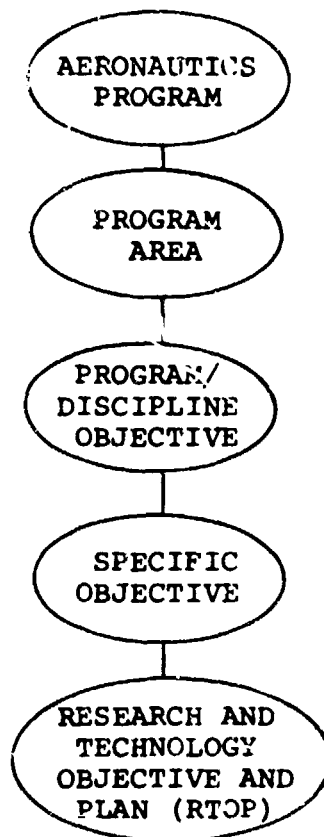 AERONAUTICS
PROGRAM
PROGRAM
AREA
PROGRAM/
DISCIPLINE
OBJECTIVE
SPECIFIC
OBJECTIVE
RESEARCH AND
TECHNOLOGY
OBJECTIVE AND
PLAN (RTOP)